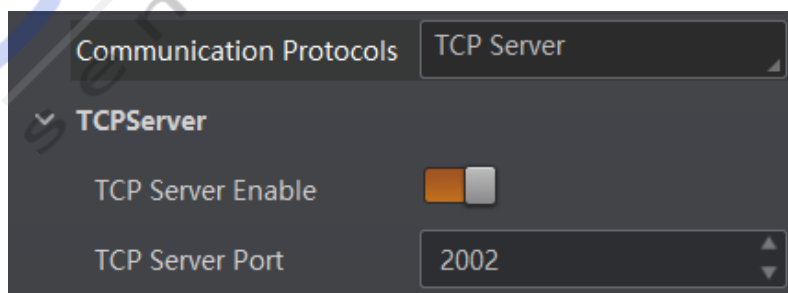 Communication Protocols TCP Server
TCPServer
TCP Server Enable
TCP Server Port 2002